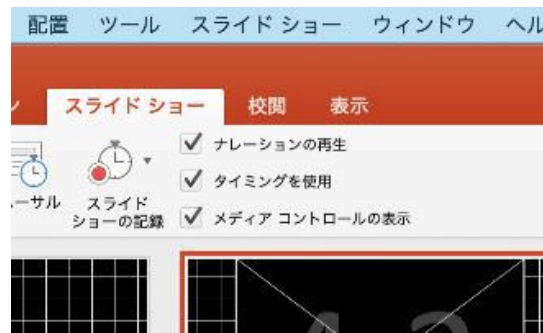 配置 ツール スライド ショー ウィンドウ ヘル
スライド ショー 校閲 表示
ーサル
スライド
ショーの記録
ナレーションの再生
タイミングを使用
メディア コントロールの表示